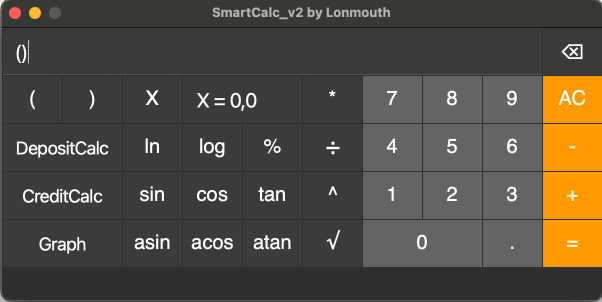 SmartCalc_v2 by Lonmouth
()
( ) X X = 0,0 * 7 8 9 AC
DepositCalc ln log % ÷ 4 5 6 -
CreditCalc sin cos tan ^ 1 2 3 +
Graph asin acos atan √ 0 . =